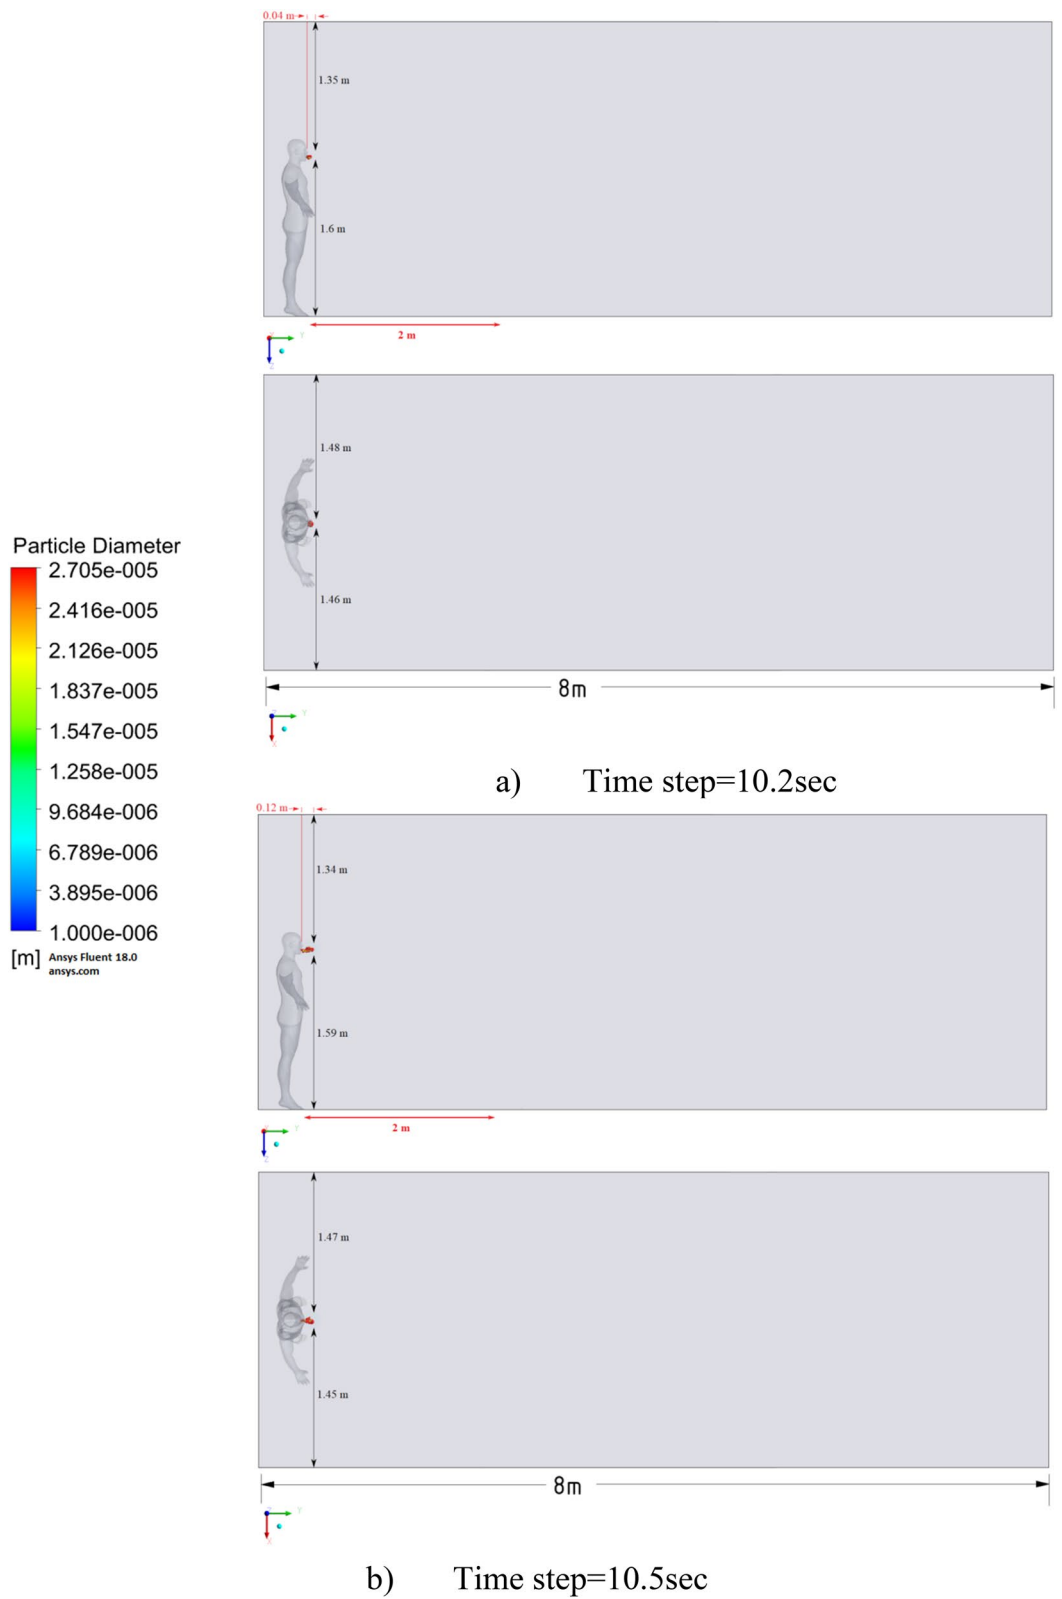 0.04 m
1.35 m
1.6 m
2 m
Y
Z
1.48 m
1.46 m
8m
Y
X
a) Time step=10.2sec
Particle Diameter
2.705e-005
2.416e-005
2.126e-005
1.837e-005
1.547e-005
1.258e-005
9.684e-006
6.789e-006
3.895e-006
1.000e-006
[m] Ansys Fluent 18.0
ansys.com
0.12 m
1.34 m
1.59 m
2 m
Y
Z
1.47 m
1.45 m
8m
Y
X
b) Time step=10.5sec